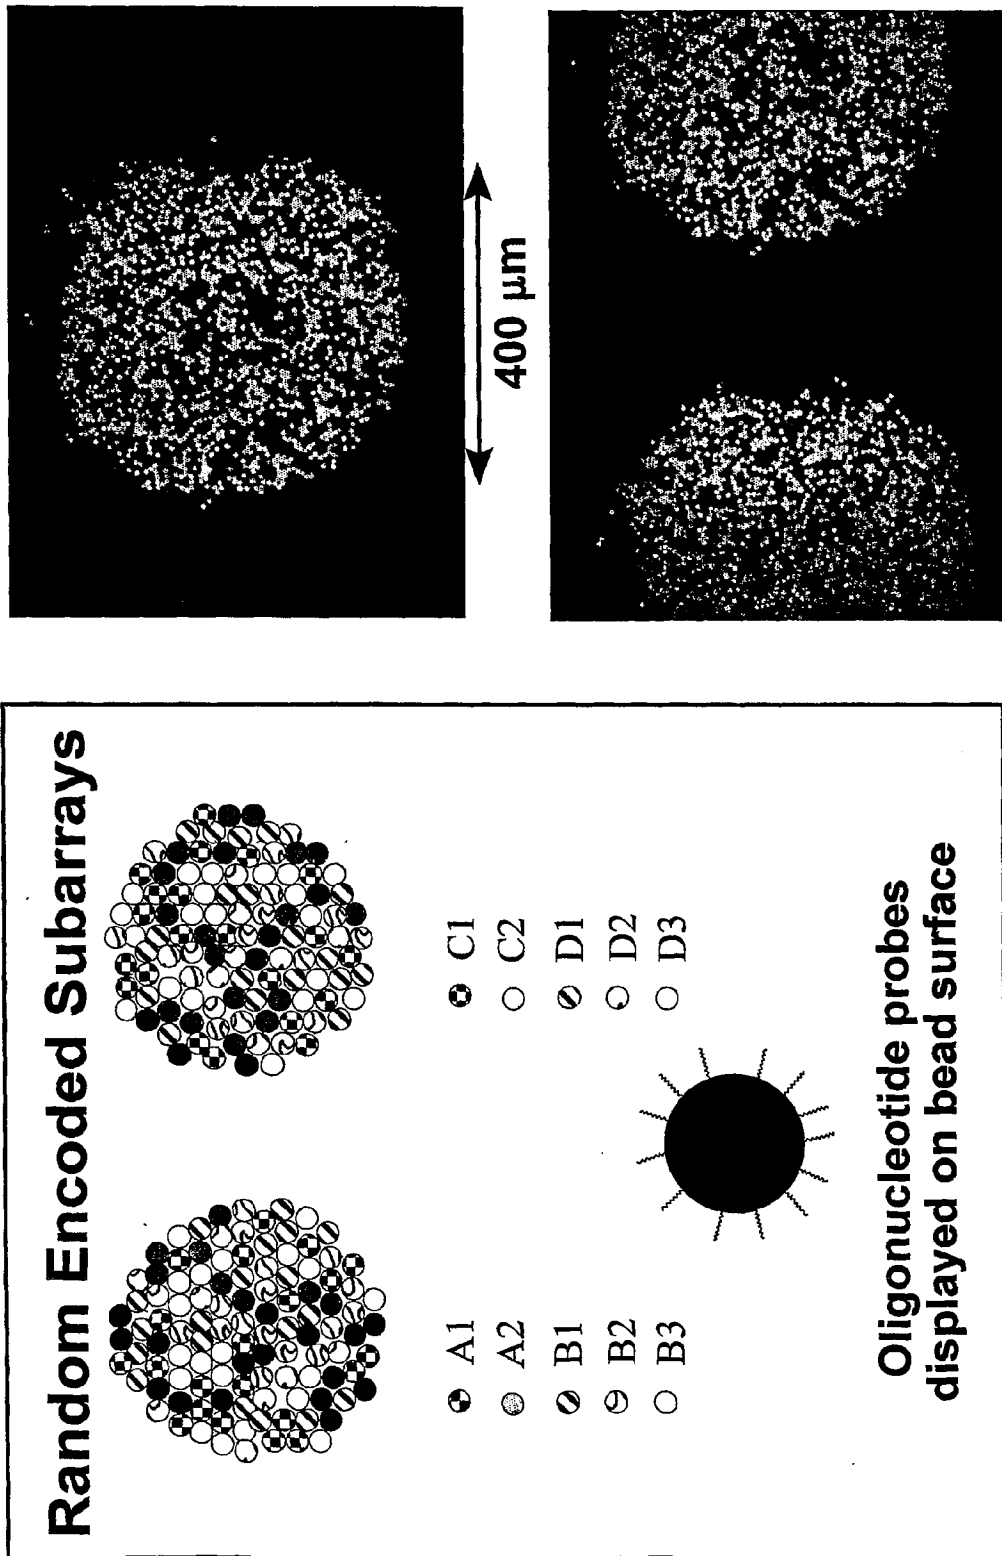 Random Encoded Subarrays
A1
A2
B1
B2
B3
C1
C2
D1
D2
D3
Oligonucleotide probes
displayed on bead surface
400 µm